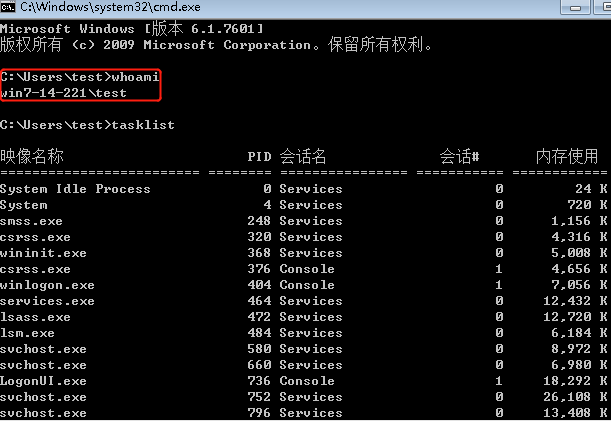 C:\Windows\system32\cmd.exe
Microsoft Windows [版本 6.1.7601]
版权所有 (c) 2009 Microsoft Corporation。保留所有权利。
C:\Users\test>whoami
win7-14-221\test
C:\Users\test>tasklist
映像名称 PID 会话名 会话# 内存使用
========================= ======== ================ =========== ============
System Idle Process 0 Services 0 24 K
System 4 Services 0 720 K
smss.exe 248 Services 0 1,156 K
csrss.exe 320 Services 0 4,316 K
wininit.exe 368 Services 0 5,008 K
csrss.exe 376 Console 1 4,656 K
winlogon.exe 404 Console 1 7,056 K
services.exe 464 Services 0 12,432 K
lsass.exe 472 Services 0 12,720 K
lsm.exe 484 Services 0 6,184 K
svchost.exe 580 Services 0 8,972 K
svchost.exe 660 Services 0 6,980 K
LogonUI.exe 736 Console 1 18,292 K
svchost.exe 752 Services 0 26,108 K
svchost.exe 796 Services 0 13,408 K